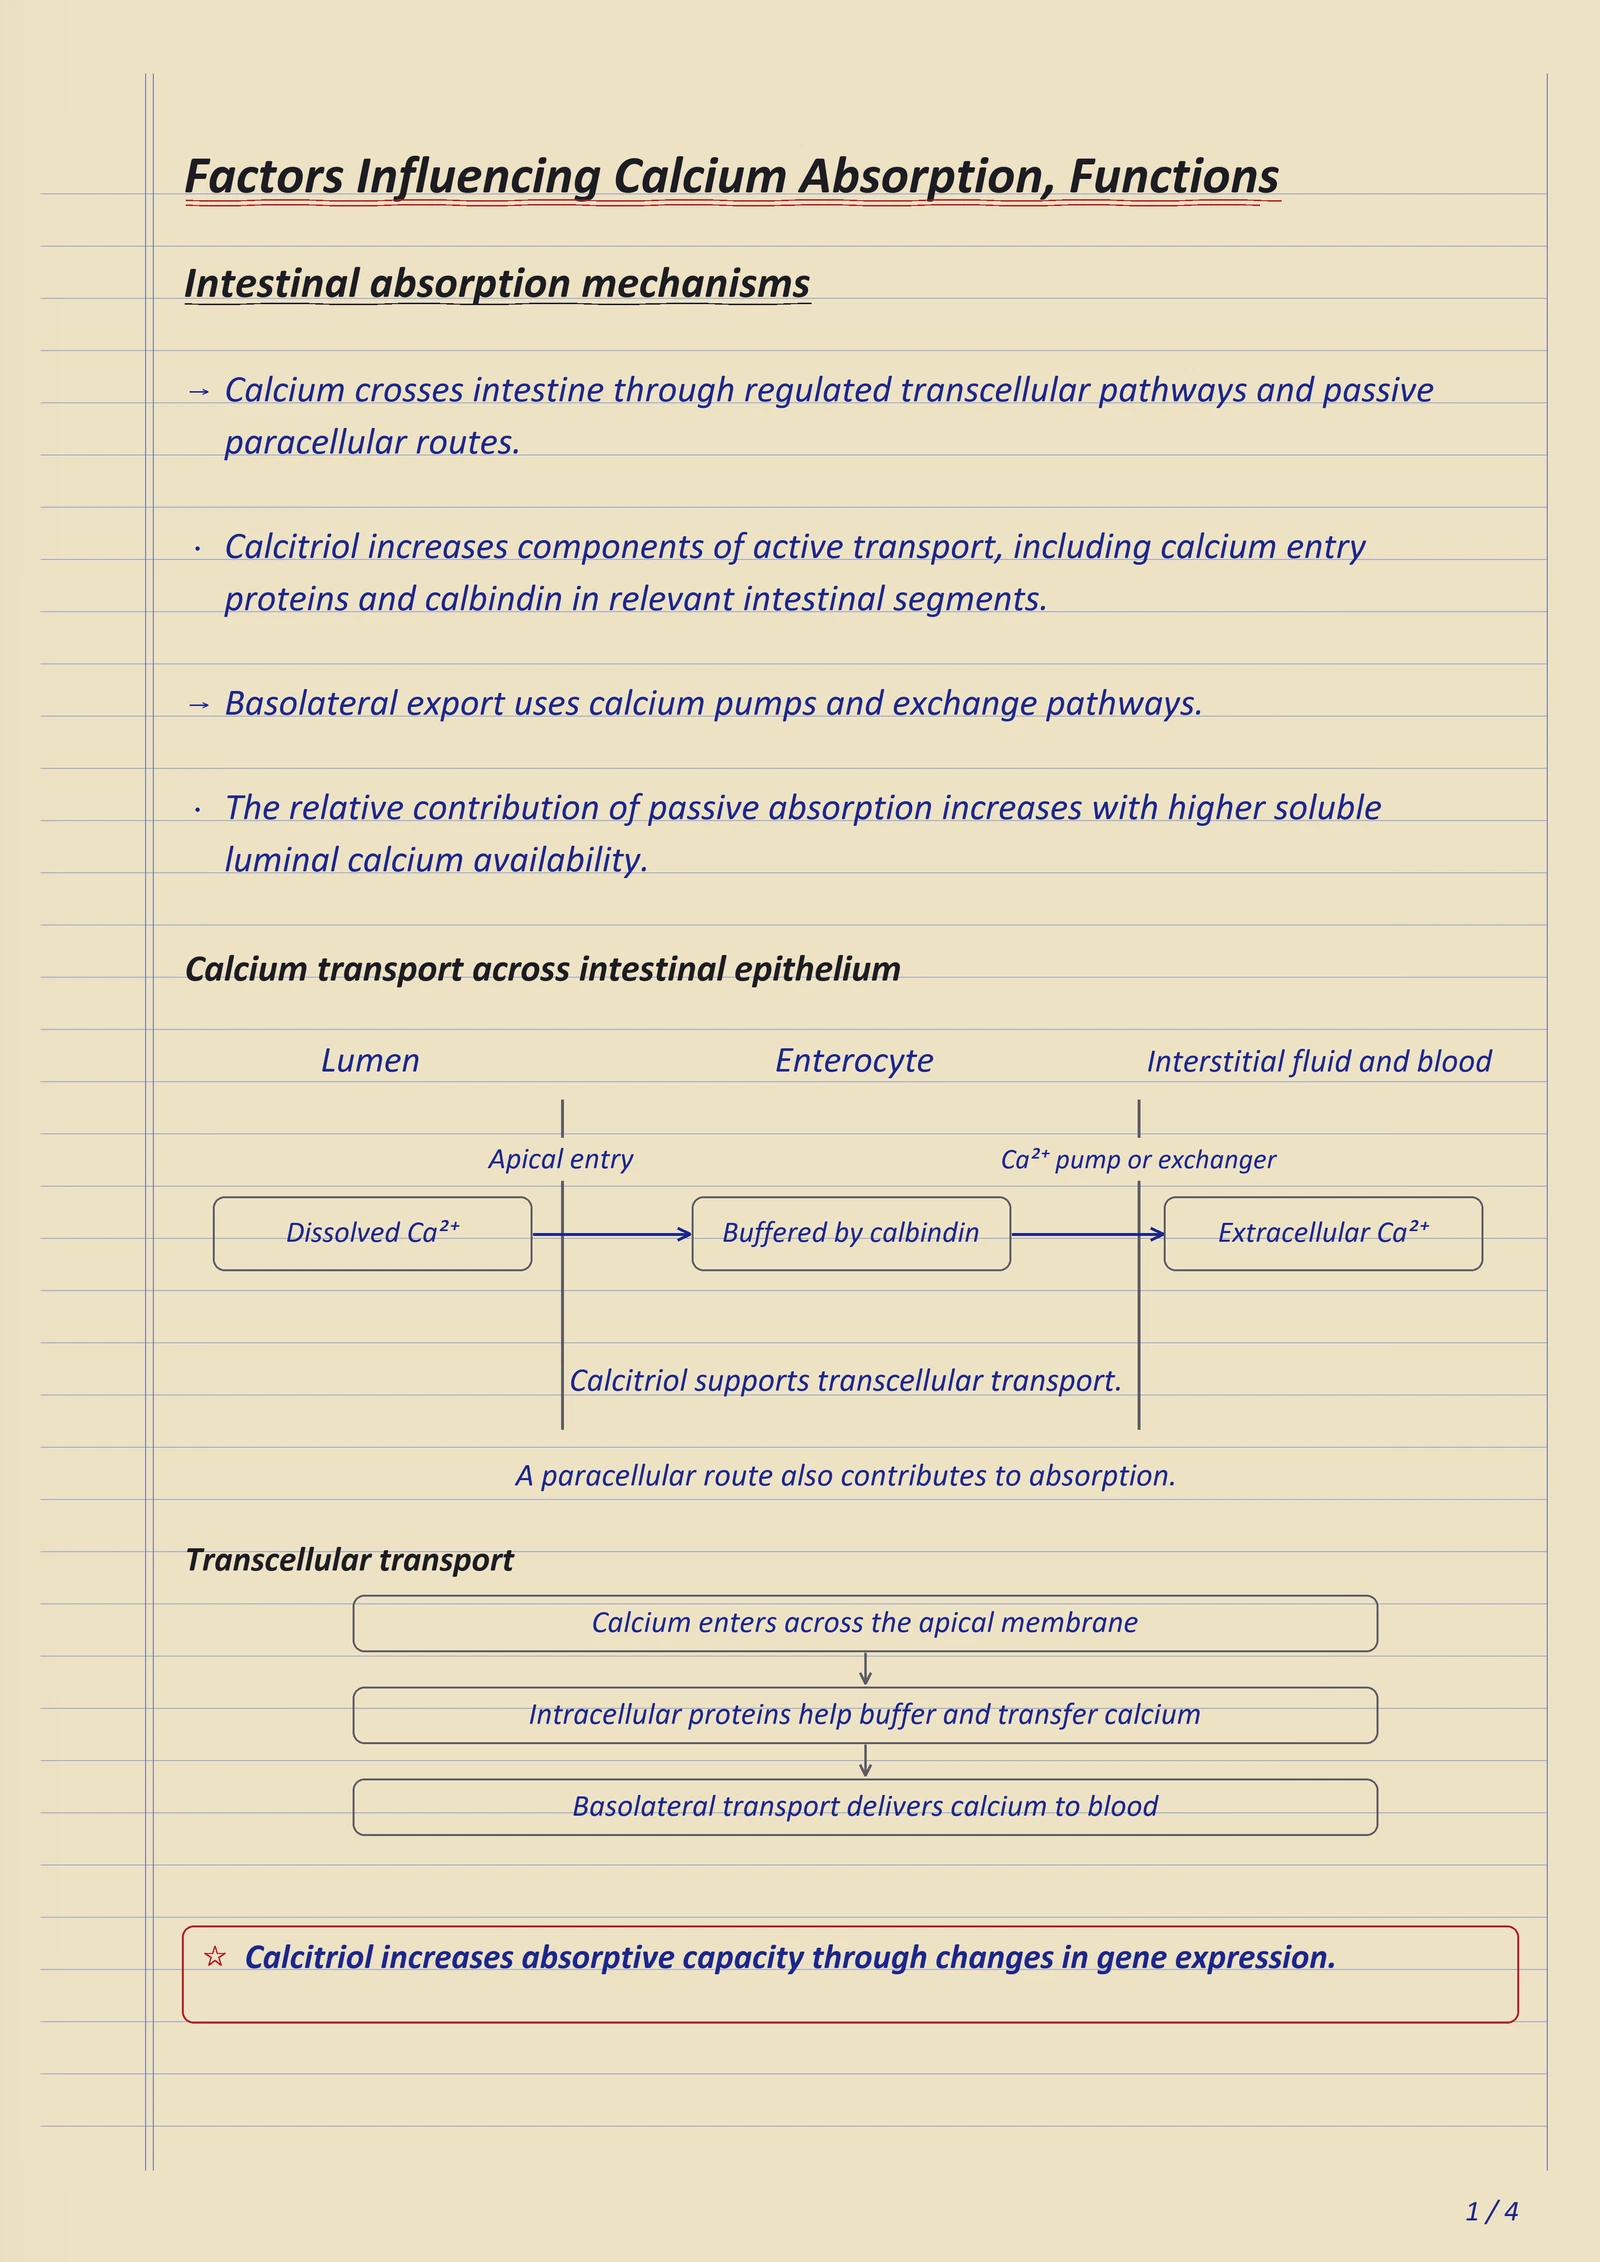 Factors Influencing Calcium Absorption, Functions
Intestinal absorption mechanisms
→ Calcium crosses intestine through regulated transcellular pathways and passive
paracellular routes.
· Calcitriol increases components of active transport, including calcium entry
proteins and calbindin in relevant intestinal segments.
→ Basolateral export uses calcium pumps and exchange pathways.
· The relative contribution of passive absorption increases with higher soluble
luminal calcium availability.
Calcium transport across intestinal epithelium
Lumen Enterocyte Interstitial fluid and blood
Apical entry Ca²⁺ pump or exchanger
Dissolved Ca²⁺ Buffered by calbindin Extracellular Ca²⁺
Calcitriol supports transcellular transport.
A paracellular route also contributes to absorption.
Transcellular transport
Calcium enters across the apical membrane
Intracellular proteins help buffer and transfer calcium
Basolateral transport delivers calcium to blood
☆ Calcitriol increases absorptive capacity through changes in gene expression.
1 / 4